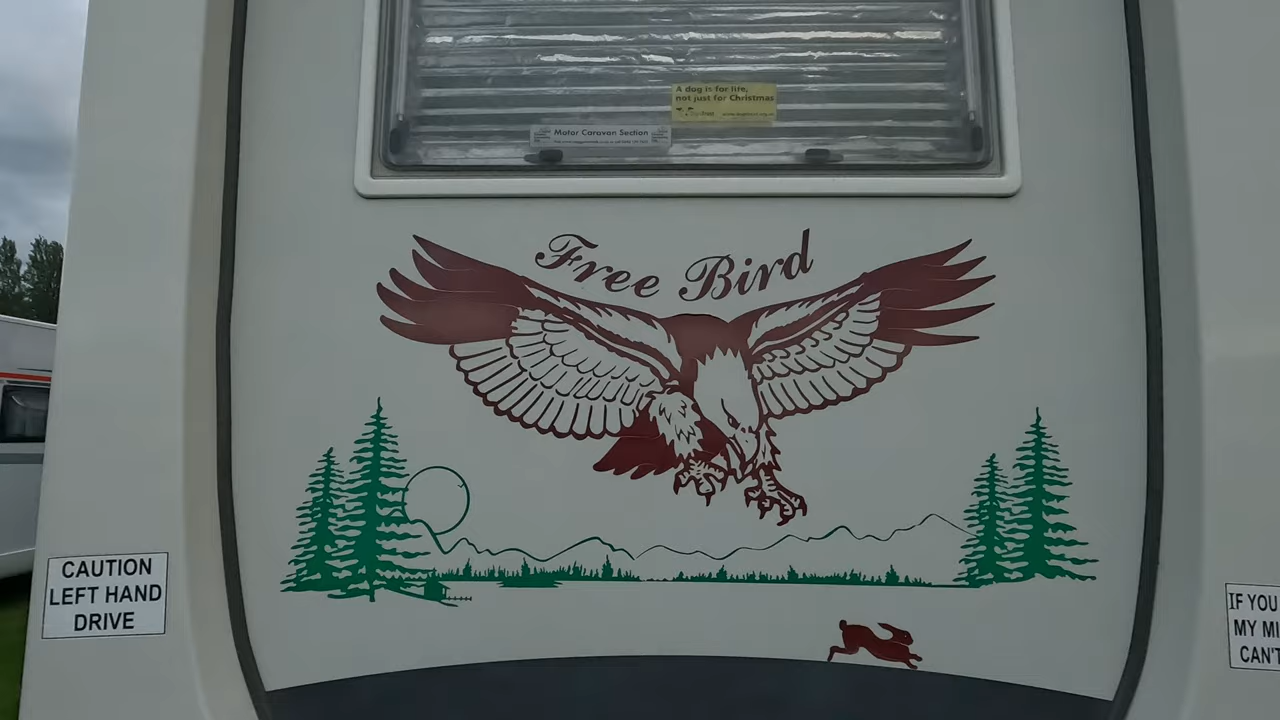 A dog is for life,
not just for Christmas
Motor Caravan Section
Free Bird
CAUTION
LEFT HAND
DRIVE
IF YOU
MY MI
CAN'T